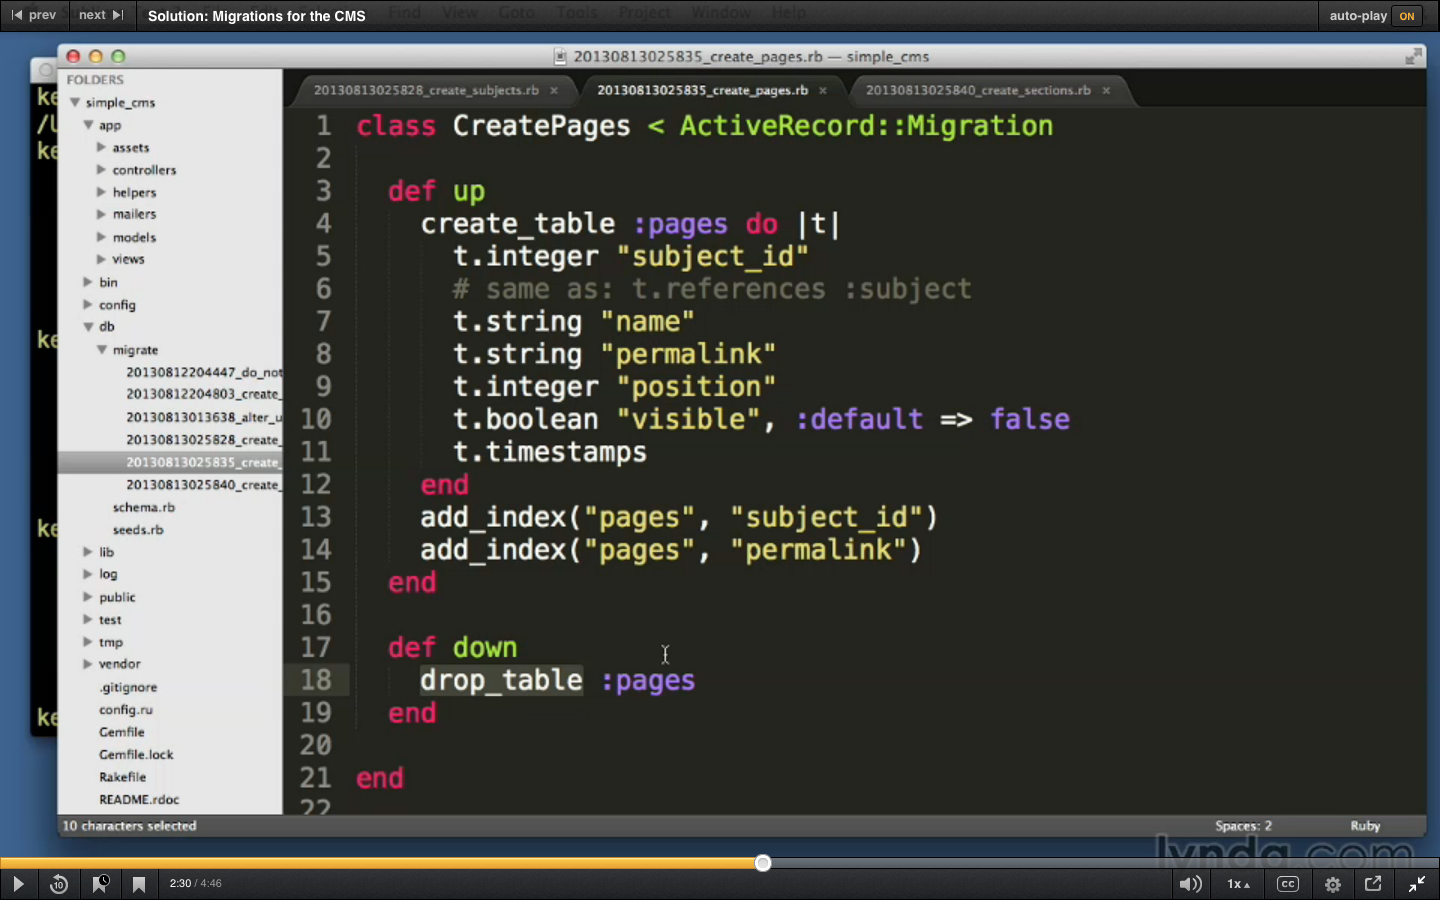 prev next Solution: Migrations for the CMS Find View Goto Tools Project Window Help auto-play ON
20130813025835_create_pages.rb — simple_cms
FOLDERS
simple_cms
app
assets
controllers
helpers
mailers
models
views
bin
config
db
migrate
20130812204447_do_not
20130812204803_create_
20130813013638_alter_u
20130813025828_create_
20130813025835_create_
20130813025840_create_
schema.rb
seeds.rb
lib
log
public
test
tmp
vendor
.gitignore
config.ru
Gemfile
Gemfile.lock
Rakefile
README.rdoc
20130813025828_create_subjects.rb × 20130813025835_create_pages.rb × 20130813025840_create_sections.rb ×
1 class CreatePages < ActiveRecord::Migration
2
3 def up
4 create_table :pages do |t|
5 t.integer "subject_id"
6 # same as: t.references :subject
7 t.string "name"
8 t.string "permalink"
9 t.integer "position"
10 t.boolean "visible", :default => false
11 t.timestamps
12 end
13 add_index("pages", "subject_id")
14 add_index("pages", "permalink")
15 end
16
17 def down
18 drop_table :pages
19 end
20
21 end
22
10 characters selected Spaces: 2 Ruby
lynda.com
10 2:30 / 4:46 1x CC